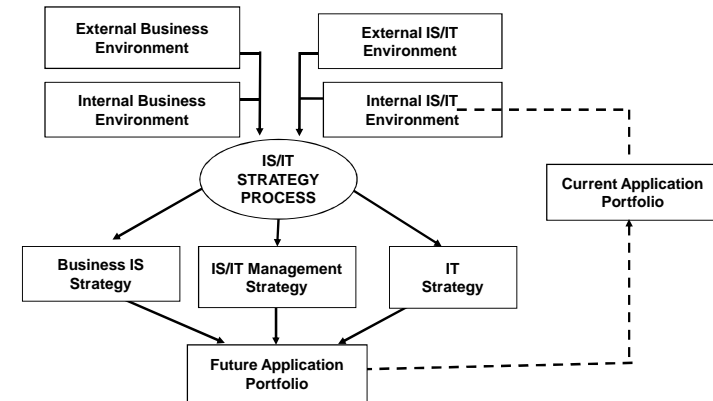 External Business
Environment
External IS/IT
Environment
Internal Business
Environment
Internal IS/IT
Environment
IS/IT
STRATEGY
PROCESS
Current Application
Portfolio
Business IS
Strategy
IS/IT Management
Strategy
IT
Strategy
Future Application
Portfolio